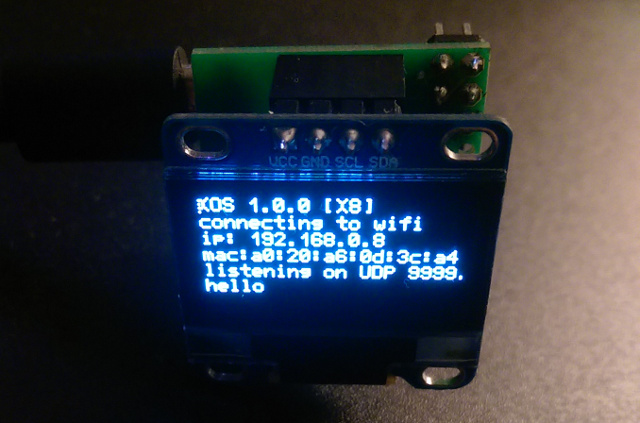 VCC GND SCL SDA
XOS 1.0.0 [X8]
connecting to wifi
ip: 192.168.0.8
mac:a0:20:a6:0d:3c:a4
listening on UDP 9999.
hello